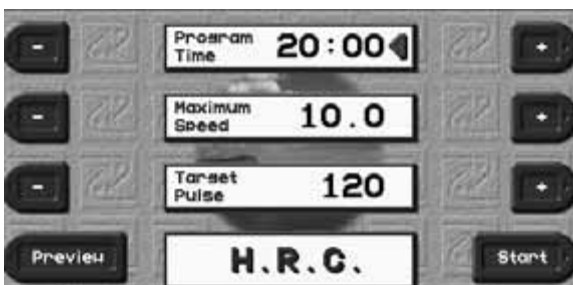 - Program Time 20:00 +
- Maximum Speed 10.0 +
- Target Pulse 120 +
Preview H.R.C. Start